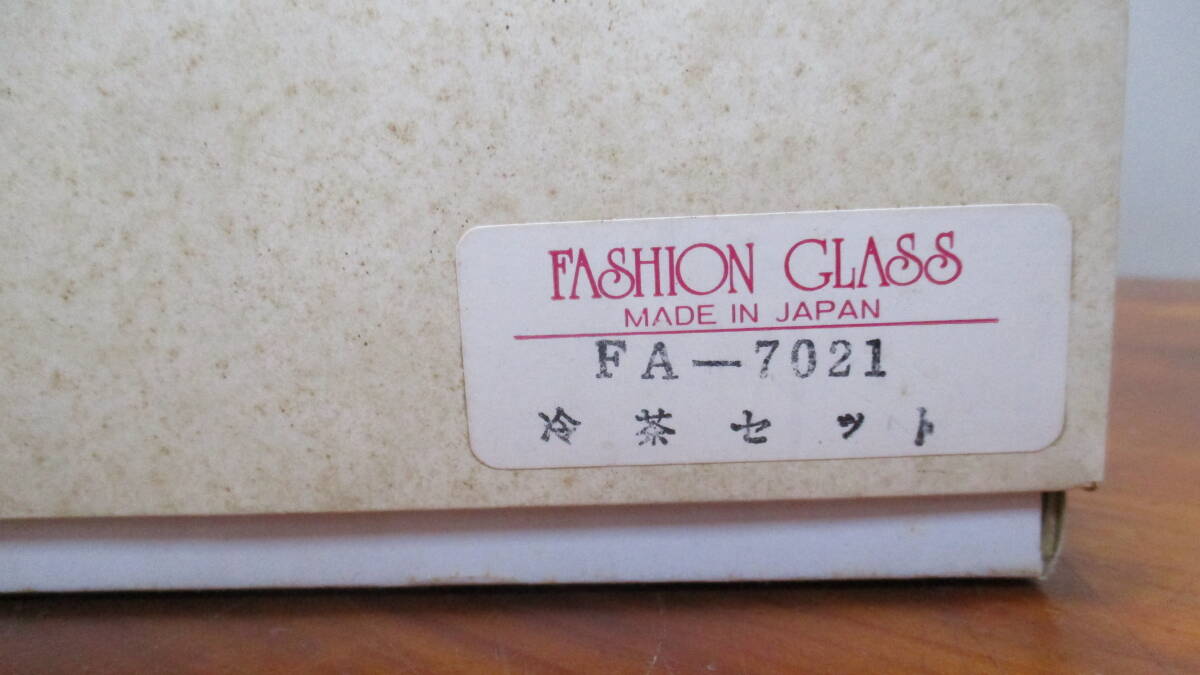 FASHION GLASS
MADE IN JAPAN
FA-7021
冷茶セット